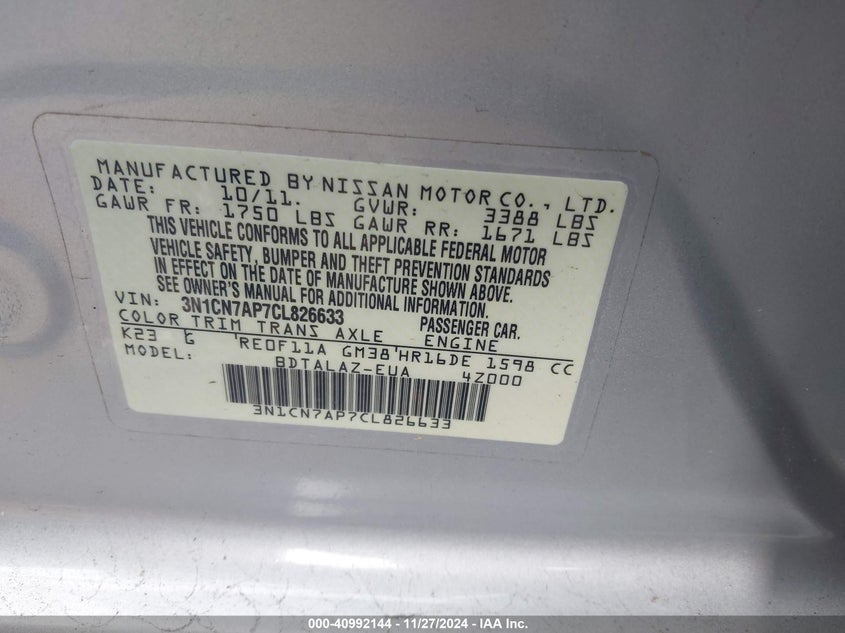 MANUFACTURED BY NISSAN MOTOR CO., LTD.
DATE: 10/11. GVWR: 3388 LBS
GAWR FR: 1750 LBS GAWR RR: 1671 LBS
THIS VEHICLE CONFORMS TO ALL APPLICABLE FEDERAL MOTOR
VEHICLE SAFETY, BUMPER AND THEFT PREVENTION STANDARDS
IN EFFECT ON THE DATE OF MANUFACTURE SHOWN ABOVE.
SEE OWNER'S MANUAL FOR ADDITIONAL INFORMATION.
VIN: 3N1CN7AP7CL826633 PASSENGER CAR.
COLOR TRIM TRANS AXLE ENGINE
K23 G RE0F11A GM38 HR16DE 1598 CC
MODEL: BDTALAZ-EUA 4Z000
3N1CN7AP7CL826633
000-40992144 - 11/27/2024 - IAA Inc.